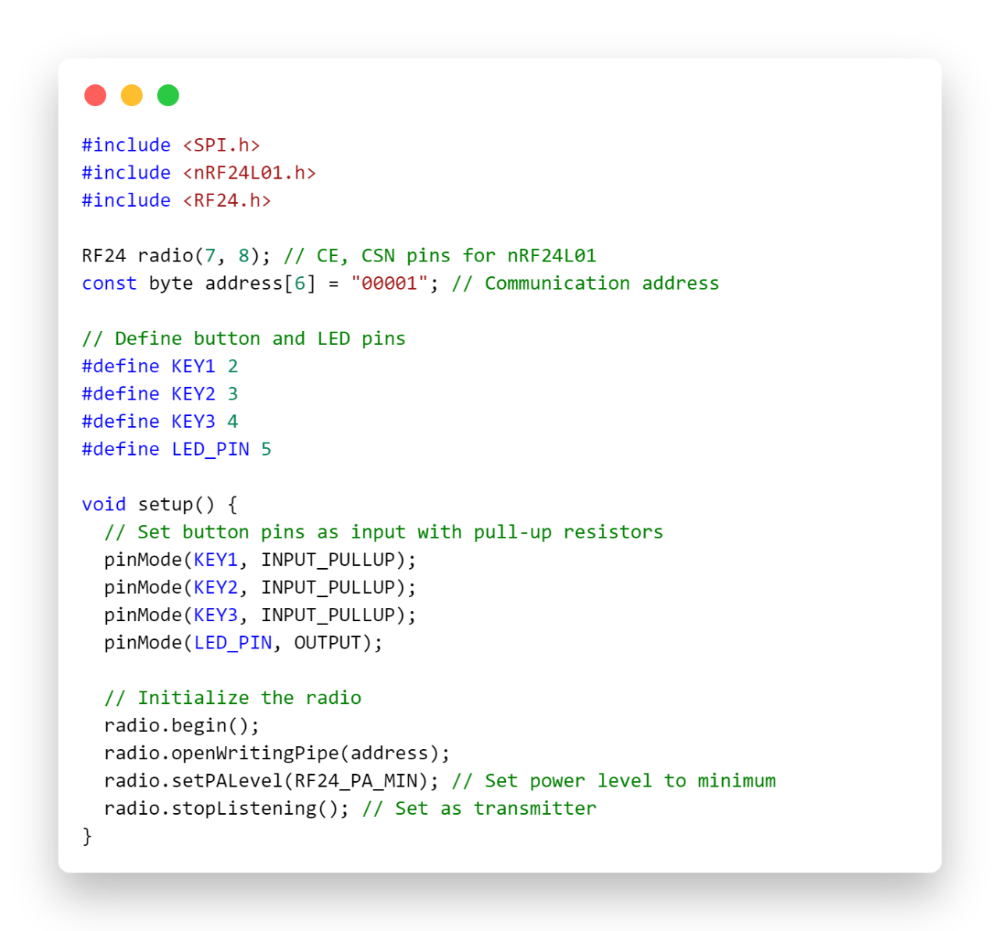 #include <SPI.h>
#include <nRF24L01.h>
#include <RF24.h>

RF24 radio(7, 8); // CE, CSN pins for nRF24L01
const byte address[6] = "00001"; // Communication address

// Define button and LED pins
#define KEY1 2
#define KEY2 3
#define KEY3 4
#define LED_PIN 5

void setup() {
  // Set button pins as input with pull-up resistors
  pinMode(KEY1, INPUT_PULLUP);
  pinMode(KEY2, INPUT_PULLUP);
  pinMode(KEY3, INPUT_PULLUP);
  pinMode(LED_PIN, OUTPUT);

  // Initialize the radio
  radio.begin();
  radio.openWritingPipe(address);
  radio.setPALevel(RF24_PA_MIN); // Set power level to minimum
  radio.stopListening(); // Set as transmitter
}